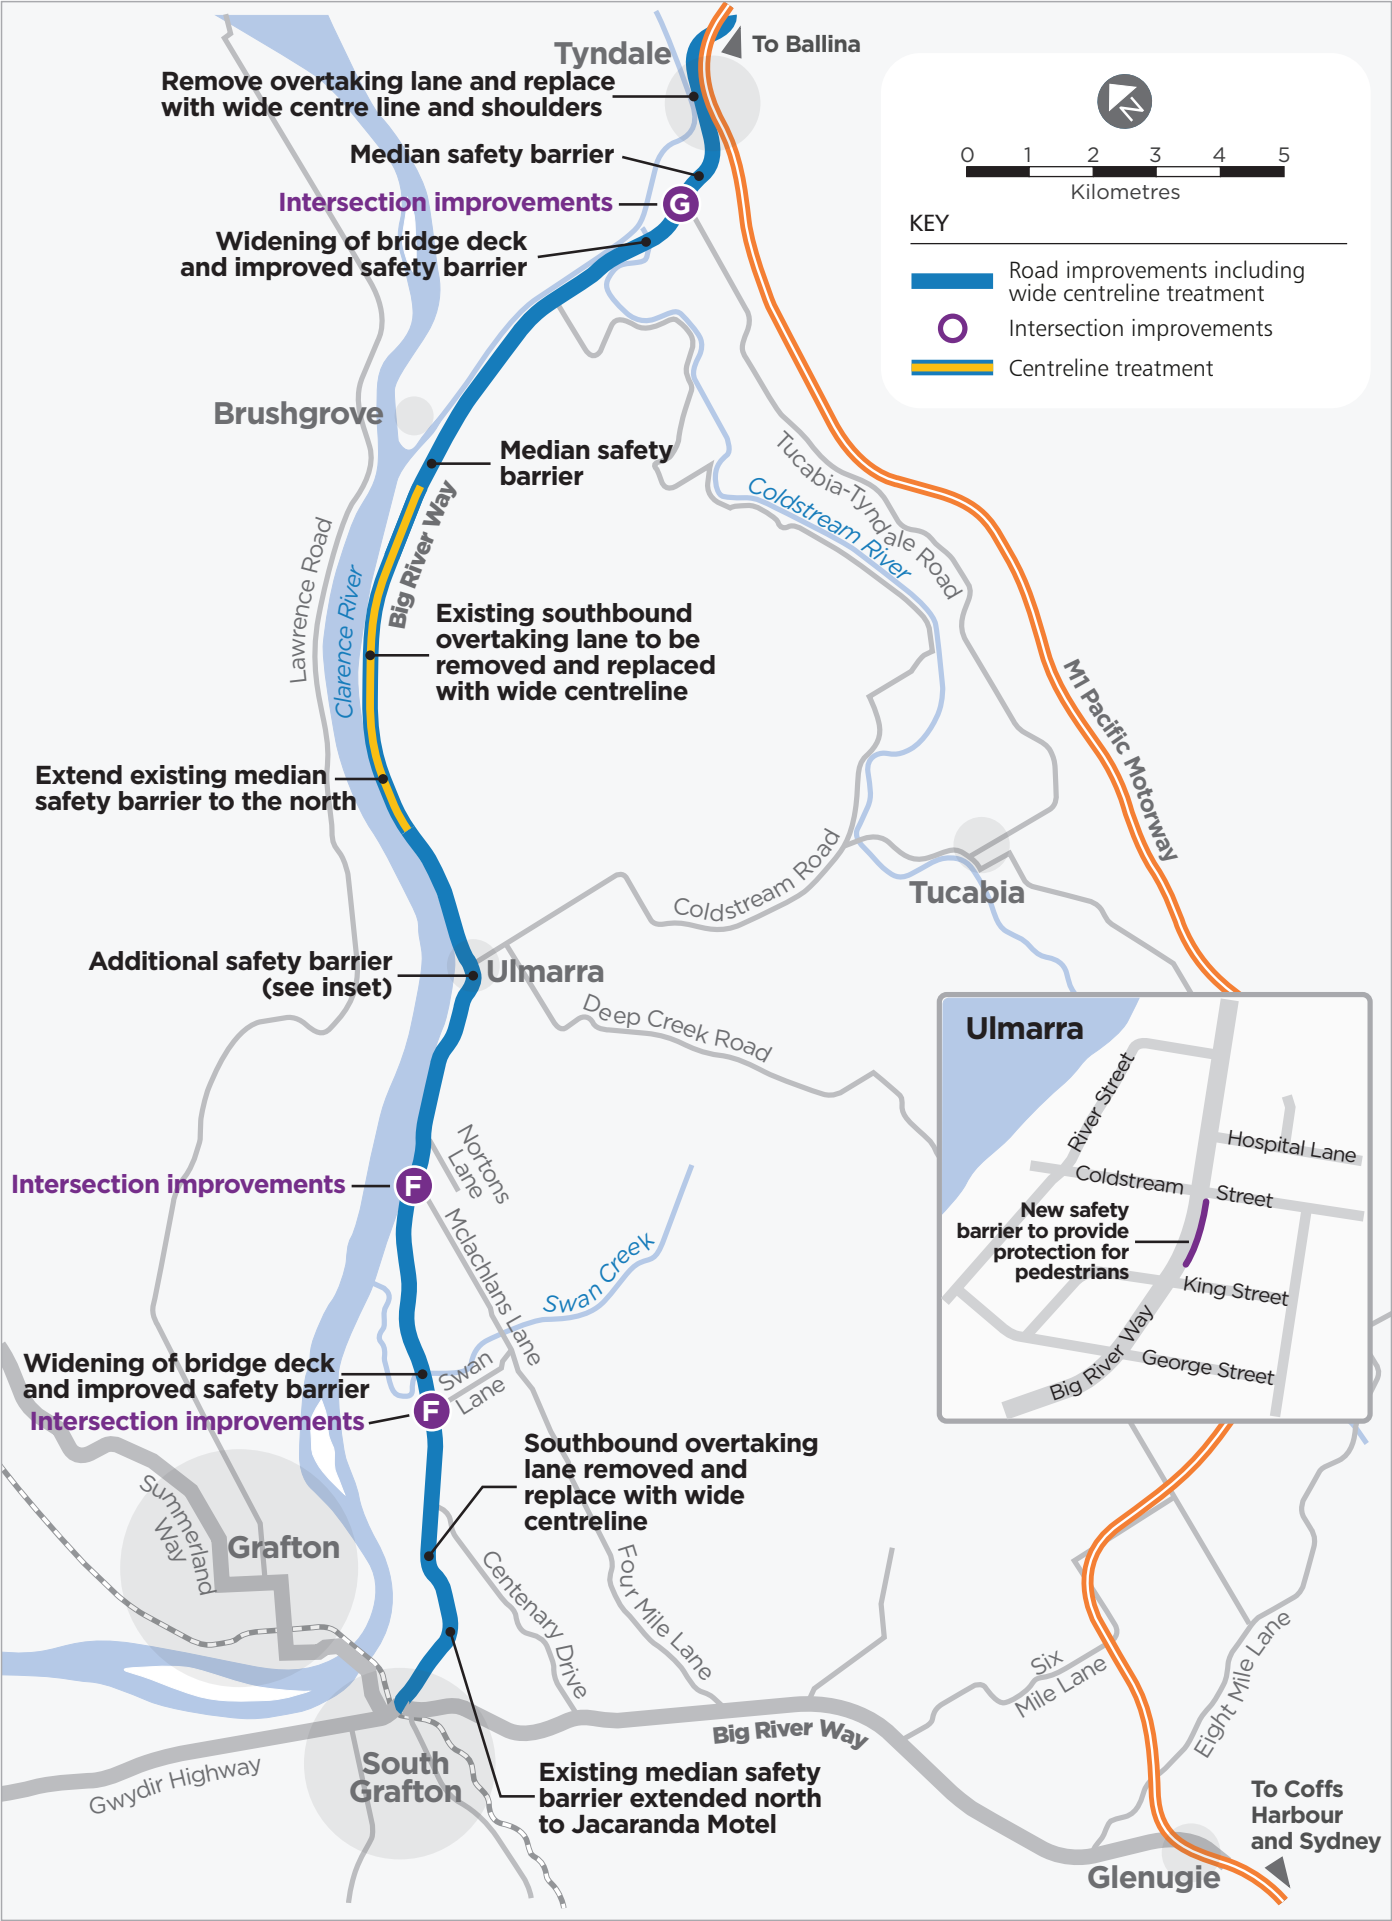 Tyndale
To Ballina
Remove overtaking lane and replace
with wide centre line and shoulders
Median safety barrier
Intersection improvements
G
Widening of bridge deck
and improved safety barrier
N
0 1 2 3 4 5
Kilometres
KEY
Road improvements including
wide centreline treatment
Intersection improvements
Centreline treatment
Brushgrove
Median safety
barrier
Big River Way
Tucabia-Tyndale Road
Coldstream River
Lawrence Road
Clarence River
Existing southbound
overtaking lane to be
removed and replaced
with wide centreline
M1 Pacific Motorway
Extend existing median
safety barrier to the north
Coldstream Road
Tucabia
Additional safety barrier
(see inset)
Ulmarra
Deep Creek Road
Ulmarra
River Street
Hospital Lane
Coldstream Street
New safety
barrier to provide
protection for
pedestrians
King Street
Big River Way
George Street
Nortons
Lane
Intersection improvements
F
Mclachlans Lane
Swan Creek
Widening of bridge deck
and improved safety barrier
Swan
Lane
Intersection improvements
F
Southbound overtaking
lane removed and
replace with wide
centreline
Summerland
Way
Grafton
Centenary Drive
Four Mile Lane
Six
Mile Lane
Eight Mile Lane
Big River Way
South
Grafton
Gwydir Highway
Existing median safety
barrier extended north
to Jacaranda Motel
To Coffs
Harbour
and Sydney
Glenugie